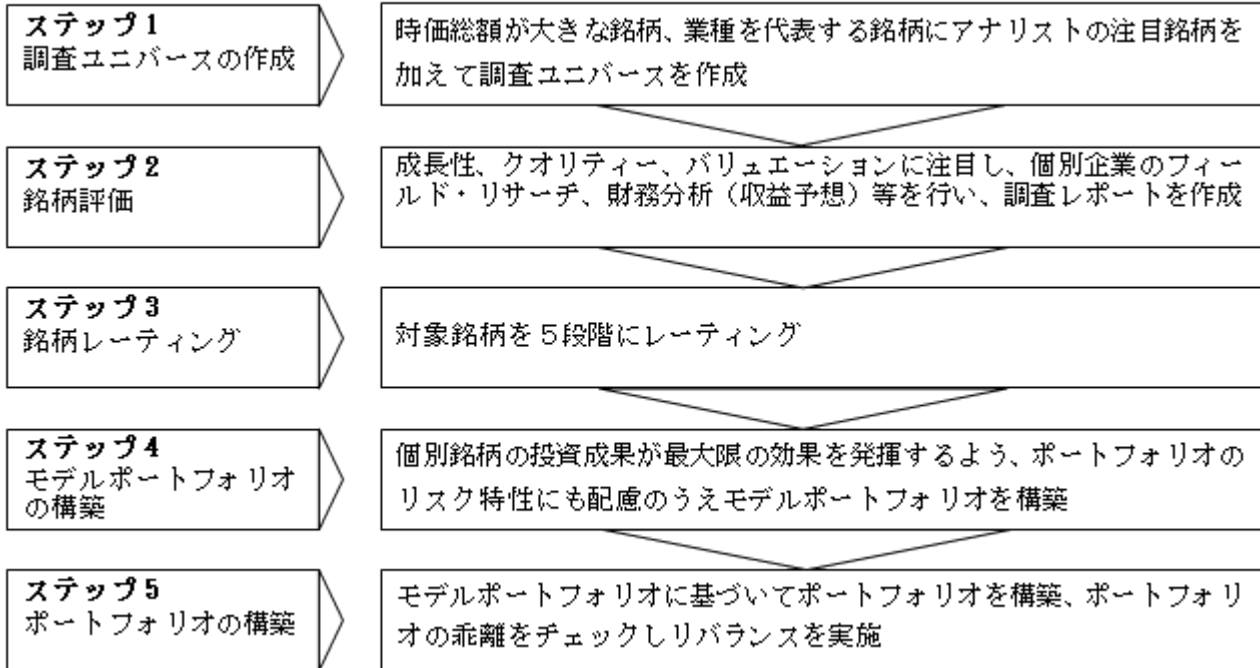 ステップ1
調査ユニバースの作成
時価総額が大きな銘柄、業種を代表する銘柄にアナリストの注目銘柄を
加えて調査ユニバースを作成
ステップ2
銘柄評価
成長性、クオリティー、バリュエーションに注目し、個別企業のフィー
ルド・リサーチ、財務分析（収益予想）等を行い、調査レポートを作成
ステップ3
銘柄レーティング
対象銘柄を５段階にレーティング
ステップ4
モデルポートフォリオ
の構築
個別銘柄の投資成果が最大限の効果を発揮するよう、ポートフォリオの
リスク特性にも配慮のうえモデルポートフォリオを構築
ステップ5
ポートフォリオの構築
モデルポートフォリオに基づいてポートフォリオを構築、ポートフォリ
オの乖離をチェックしリバランスを実施